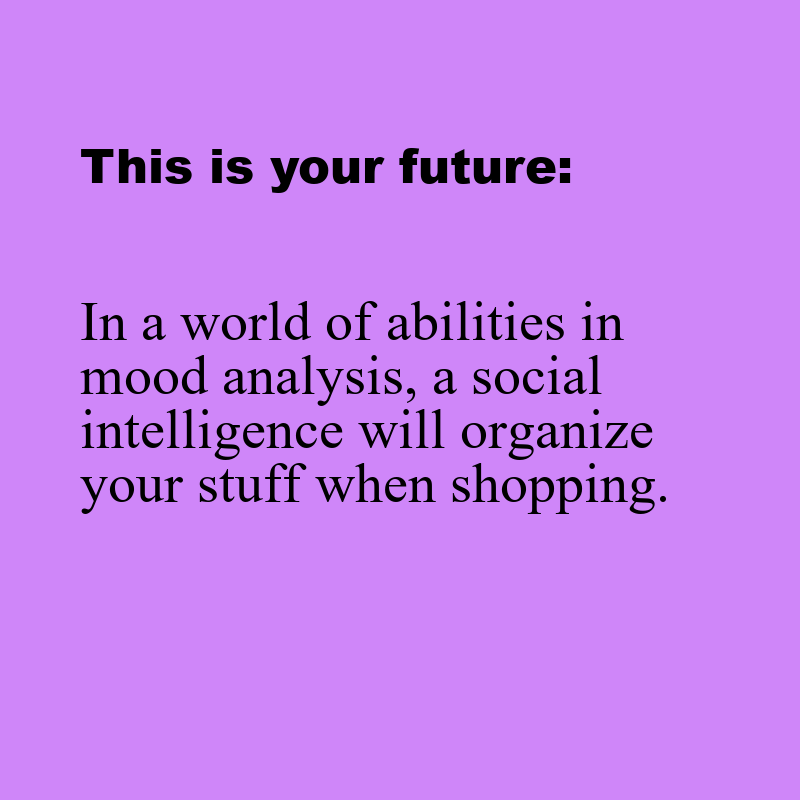 This is your future:
In a world of abilities in
mood analysis, a social
intelligence will organize
your stuff when shopping.